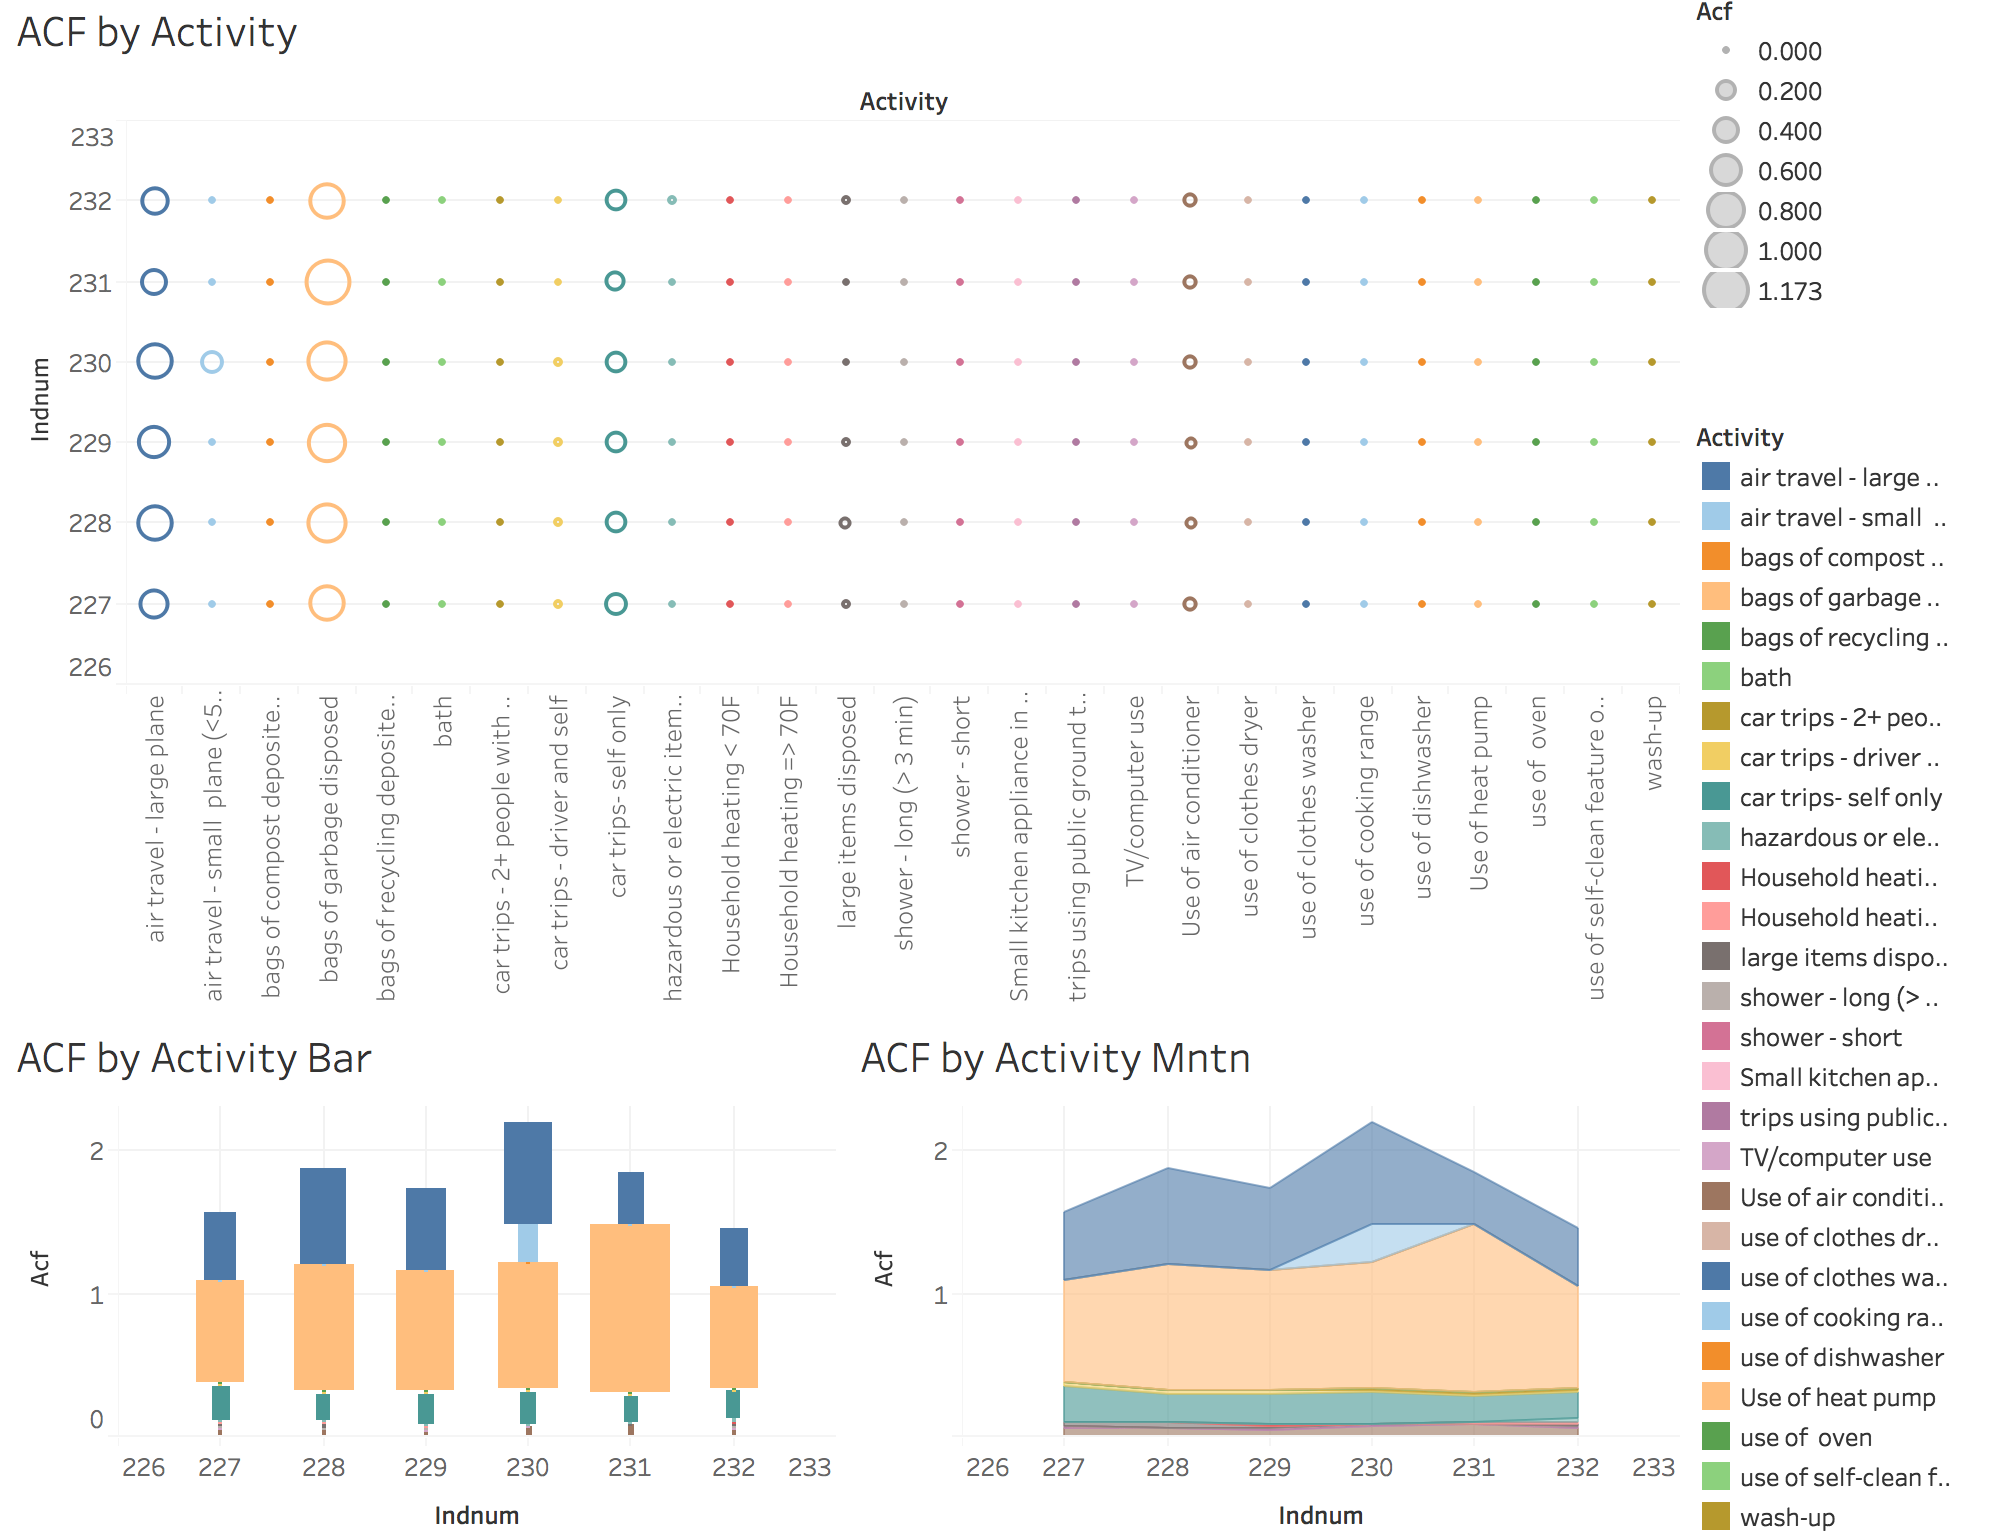 ACF by Activity
Activity
Indnum
233
232
231
230
229
228
227
226
air travel - large plane
air travel - small  plane (<5..
bags of compost deposite..
bags of garbage disposed
bags of recycling deposite..
bath
car trips - 2+ people with ..
car trips - driver and self
car trips- self only
hazardous or electric item..
Household heating < 70F
Household heating => 70F
large items disposed
shower - long (> 3 min)
shower - short
Small kitchen appliance in ..
trips using public ground t..
TV/computer use
Use of air conditioner
use of clothes dryer
use of clothes washer
use of cooking range
use of dishwasher
Use of heat pump
use of  oven
use of self-clean feature o..
wash-up
ACF by Activity Bar
Acf
2
1
0
226 227 228 229 230 231 232 233
Indnum
ACF by Activity Mntn
Acf
2
1
226 227 228 229 230 231 232 233
Indnum
Acf
0.000
0.200
0.400
0.600
0.800
1.000
1.173
Activity
air travel - large ..
air travel - small  ..
bags of compost ..
bags of garbage ..
bags of recycling ..
bath
car trips - 2+ peo..
car trips - driver ..
car trips- self only
hazardous or ele..
Household heati..
Household heati..
large items dispo..
shower - long (> ..
shower - short
Small kitchen ap..
trips using public..
TV/computer use
Use of air conditi..
use of clothes dr..
use of clothes wa..
use of cooking ra..
use of dishwasher
Use of heat pump
use of  oven
use of self-clean f..
wash-up